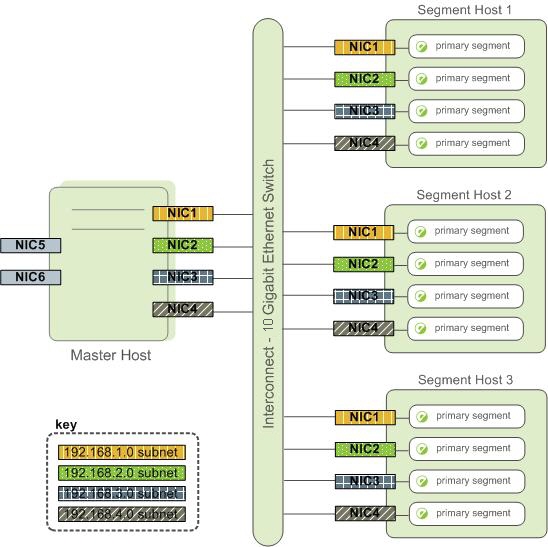 Segment Host 1
NIC1 primary segment
NIC2 primary segment
NIC3 primary segment
NIC4 primary segment
Interconnect - 10 Gigabit Ethernet Switch
NIC1
NIC5 NIC2
NIC6 NIC3
NIC4
Master Host
Segment Host 2
NIC1 primary segment
NIC2 primary segment
NIC3 primary segment
NIC4 primary segment
Segment Host 3
NIC1 primary segment
NIC2 primary segment
NIC3 primary segment
NIC4 primary segment
key
192.168.1.0 subnet
192.168.2.0 subnet
192.168.3.0 subnet
192.168.4.0 subnet